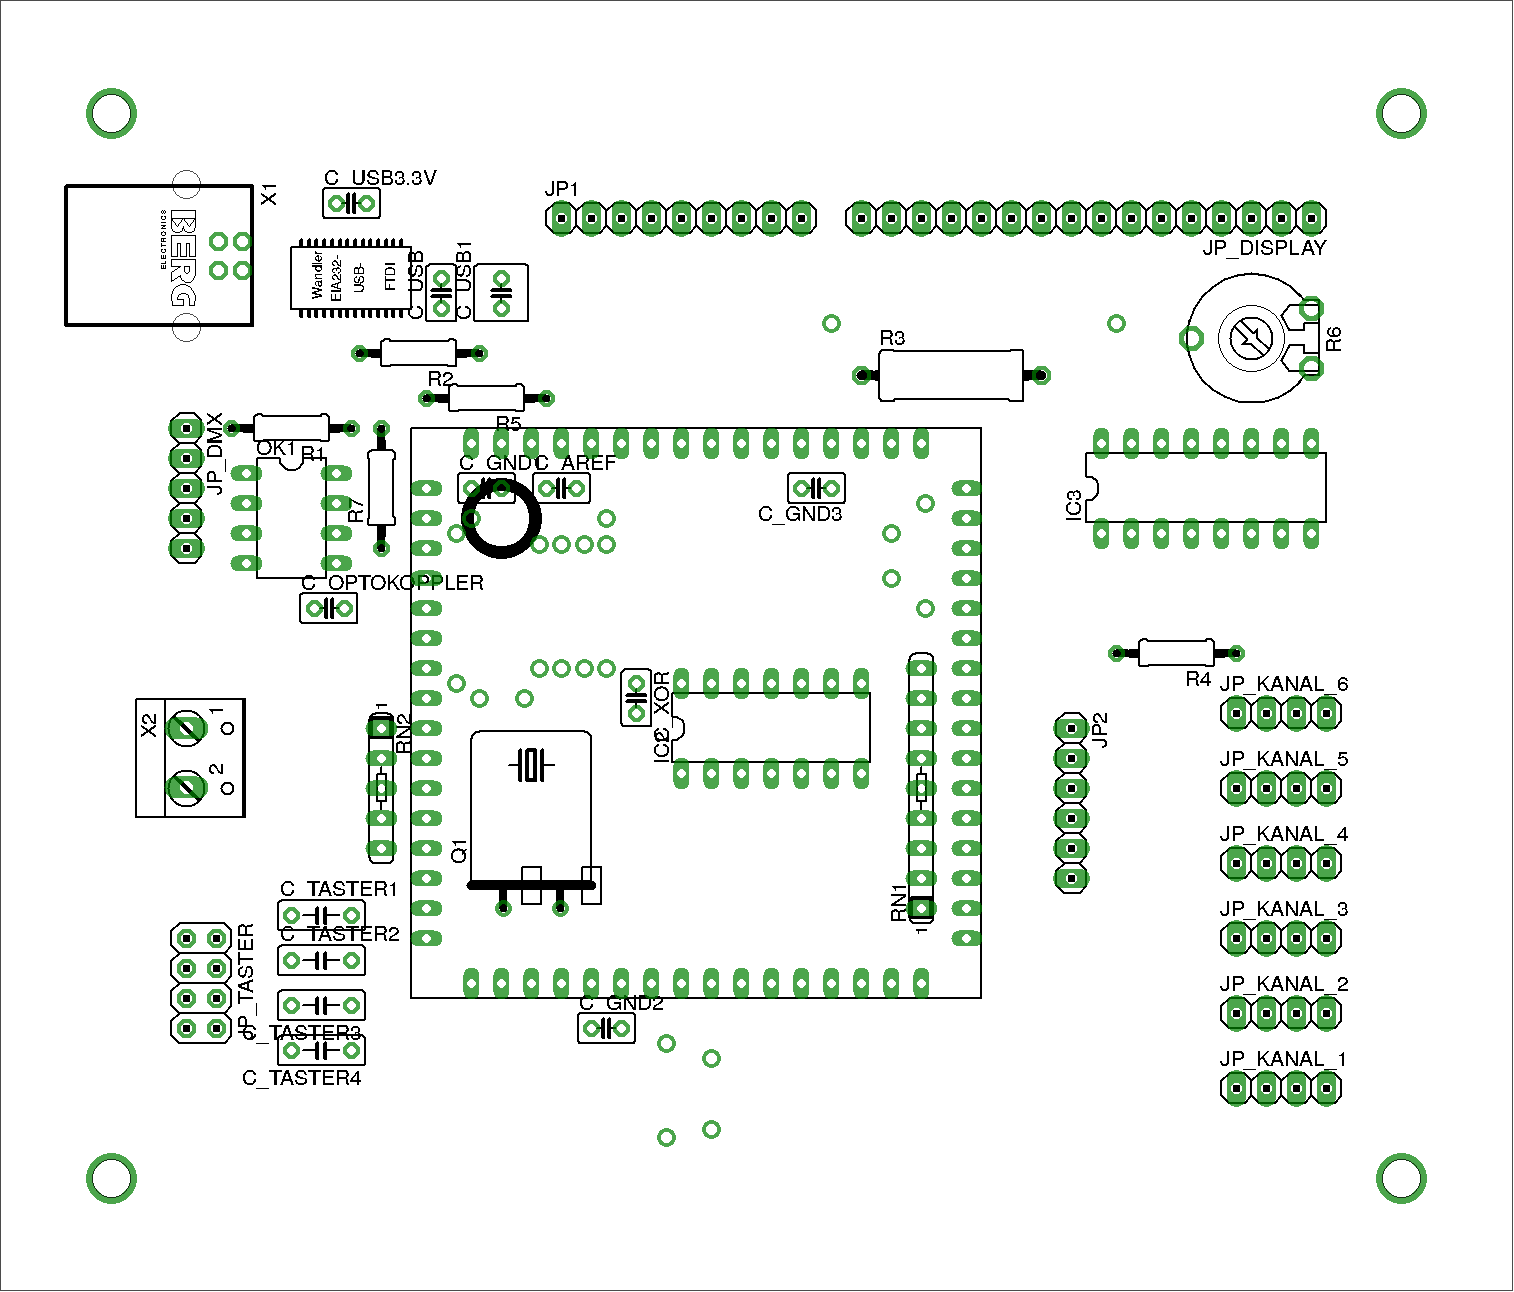 C_USB3.3V
X1
BERG
ELECTRONICS
JP1
JP_DISPLAY
Wandler
EIA232-
USB-
FTDI
C_USB
C_USB1
R6
R3
R2
R5
JP_DMX
OK1
R1
R7
C_GND
C_AREF
C_GND3
IC3
C_OPTOKOPPLER
R4
JP_KANAL_6
C_XOR
IC2
X2
1
2
1
RN2
JP2
JP_KANAL_5
JP_KANAL_4
Q1
C_TASTER1
RN1
1
JP_KANAL_3
C_TASTER2
JP_TASTER
JP_KANAL_2
C_GND2
C_TASTER3
JP_KANAL_1
C_TASTER4